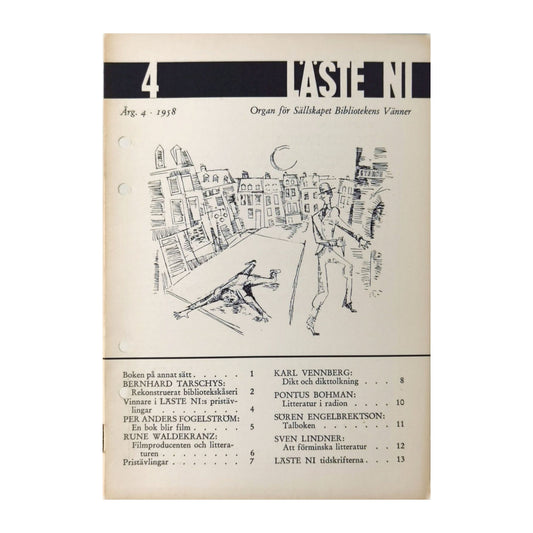 4 LÄSTE NI
Årg. 4 · 1958 Organ för Sällskapet Bibliotekens Vänner
Boken på annat sätt . . . . . 1
BERNHARD TARSCHYS:
Rekonstruerat bibliotekskåseri 2
Vinnare i LÄSTE NI:s pristäv-
lingar . . . . . . . . 4
PER ANDERS FOGELSTRÖM:
En bok blir film . . . . . 5
RUNE WALDEKRANZ:
Filmproducenten och littera-
turen . . . . . . . . 6
Pristävlingar . . . . . . . 7
KARL VENNBERG:
Dikt och dikttolkning . . . 8
PONTUS BOHMAN:
Litteratur i radion . . . . 10
SÖREN ENGELBREKTSON:
Talboken . . . . . . . 11
SVEN LINDNER:
Att förminska litteratur . . 12
LÄSTE NI tidskrifterna . . . 13